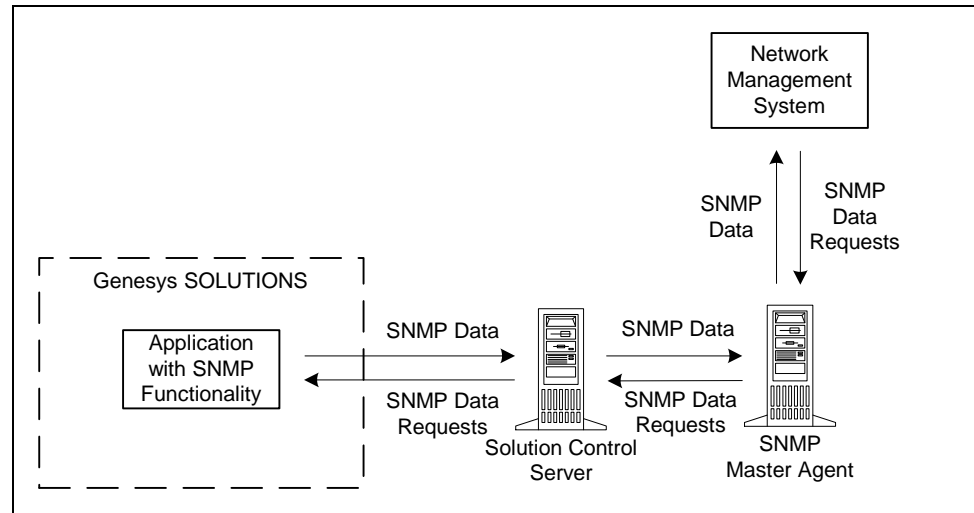 Network
Management
System
SNMP
Data
SNMP
Data
Requests
Genesys SOLUTIONS
Application
with SNMP
Functionality
SNMP Data
SNMP Data
Requests
Solution Control
Server
SNMP Data
SNMP Data
Requests
SNMP
Master Agent